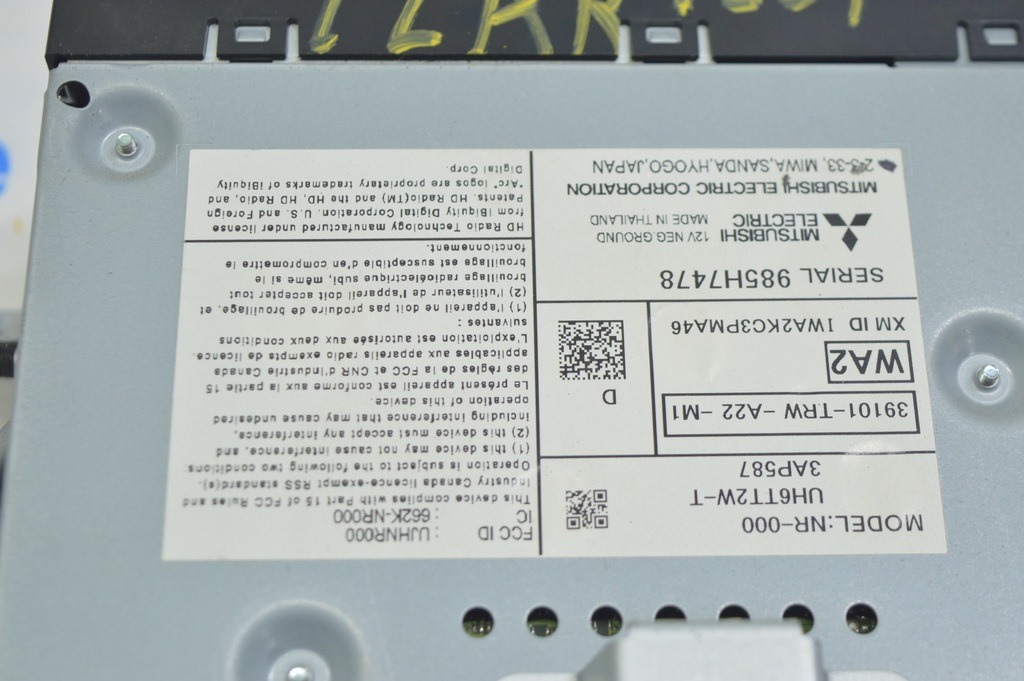 MODEL:NR-000
UH6TT2W-T
3AP587
39101-TRW -A22 -M1
D
WA2
XM ID 1WA2KC3PMA46
SERIAL 985H7478
MITSUBISHI ELECTRIC
12V NEG.GROUND
MADE IN THAILAND
MITSUBISHI ELECTRIC CORPORATION
MIWA,SANDA,HYOGO,JAPAN
FCC ID : UJHNR000
IC : 662K-NR000
This device complies with Part 15 of FCC Rules and
Industry Canada licence-exempt RSS standard(s).
Operation is subject to the following two conditions
(1) this device may not cause interference, and
(2) this device must accept any interference,
including interference that may cause undesired
operation of this device.
Le présent appareil est conforme aux la partie 15
des règles de la FCC et CNR d'Industrie Canada
applicables aux appareils radio exempts de licence.
L'exploitation est autorisée aux deux conditions
suivantes :
(1) l'appareil ne doit pas produire de brouillage, et
(2) l'utilisateur de l'appareil doit accepter tout
brouillage radioélectrique subi, même si le
brouillage est susceptible d'en compromettre le
fonctionnement.
HD Radio Technology manufactured under license
from iBiquity Digital Corporation. U.S. and Foreign
Patents. HD Radio(TM) and the HD, HD Radio, and
"Arc" logos are proprietary trademarks of iBiquity
Digital Corp.